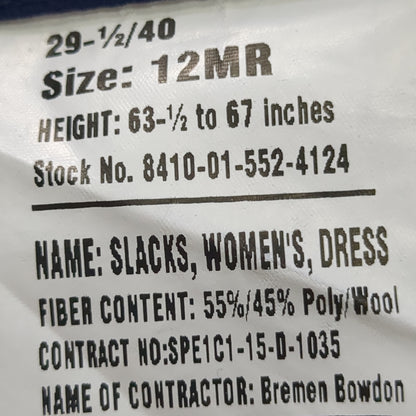 29-½/40
Size: 12MR
HEIGHT: 63-½ to 67 inches
Stock No. 8410-01-552-4124
NAME: SLACKS, WOMEN'S, DRESS
FIBER CONTENT: 55%/45% Poly/Wool
CONTRACT NO:SPE1C1-15-D-1035
NAME OF CONTRACTOR: Bremen Bowdon